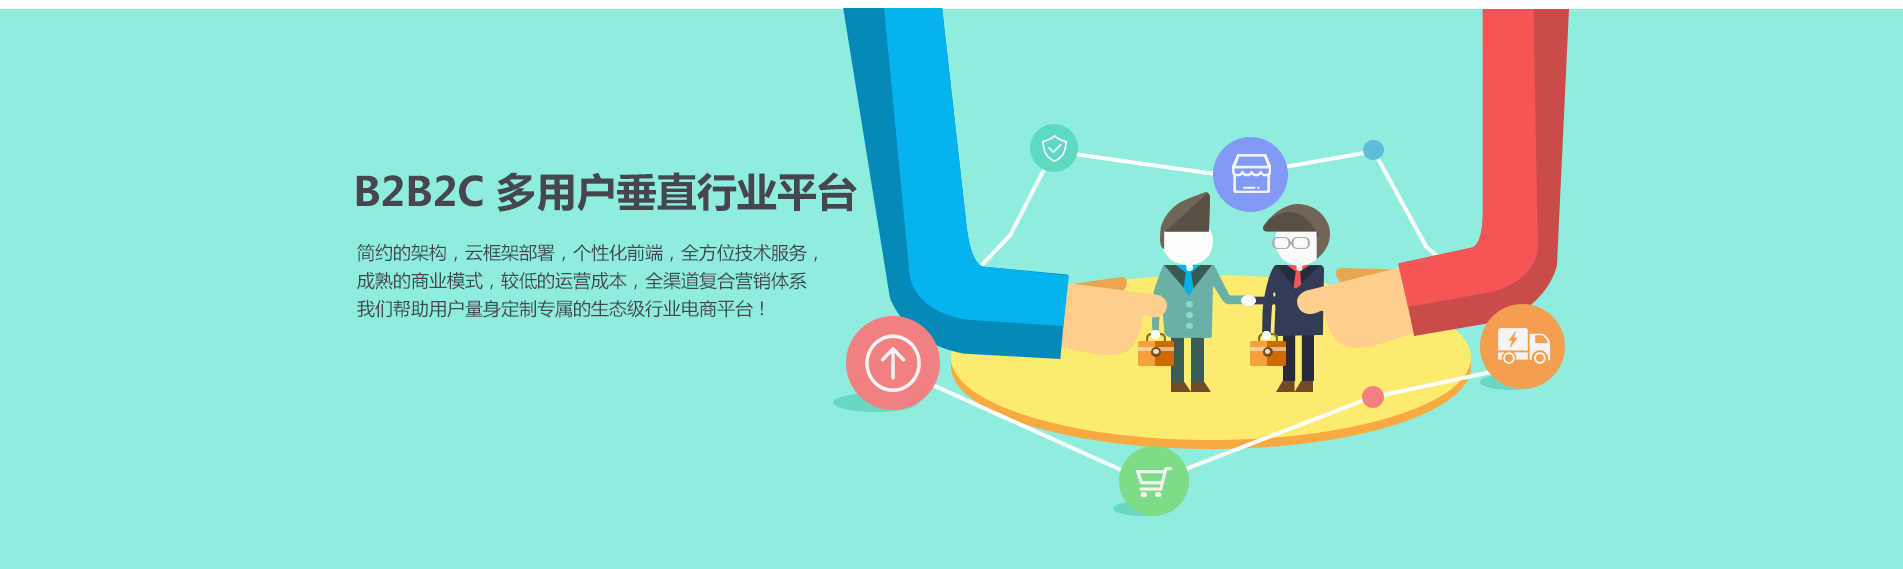 B2B2C 多用户垂直行业平台
简约的架构，云框架部署，个性化前端，全方位技术服务，
成熟的商业模式，较低的运营成本，全渠道复合营销体系
我们帮助用户量身定制专属的生态级行业电商平台！